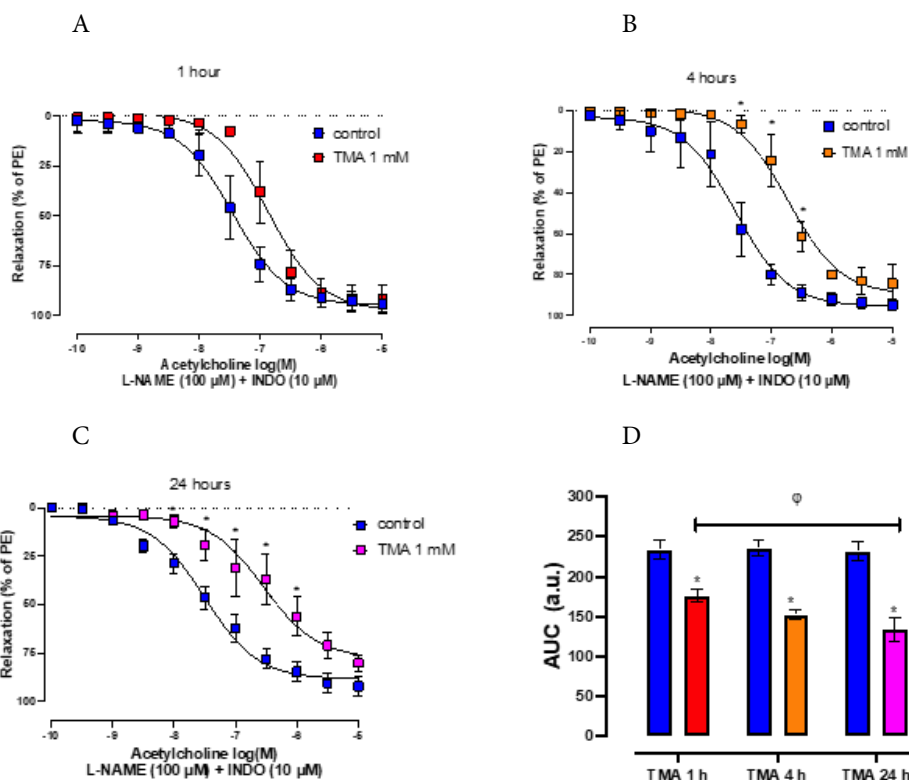 A
1 hour
0
25
50
75
100
Relaxation (% of PE)
control
TMA 1 mM
-10 -9 -8 -7 -6 -5
Acetylcholine log(M)
L-NAME (100 µM) + INDO (10 µM)
B
4 hours
0
20
40
60
80
100
Relaxation (% of PE)
control
TMA 1 mM
* * *
-10 -9 -8 -7 -6 -5
Acetylcholine log(M)
L-NAME (100 µM) + INDO (10 µM)
C
24 hours
0
25
50
75
100
Relaxation (% of PE)
control
TMA 1 mM
* * * * *
-10 -9 -8 -7 -6 -5
Acetylcholine log(M)
L-NAME (100 µM) + INDO (10 µM)
D
300
250
200
150
100
50
0
AUC (a.u.)
φ
* * *
TMA 1 h TMA 4 h TMA 24 h